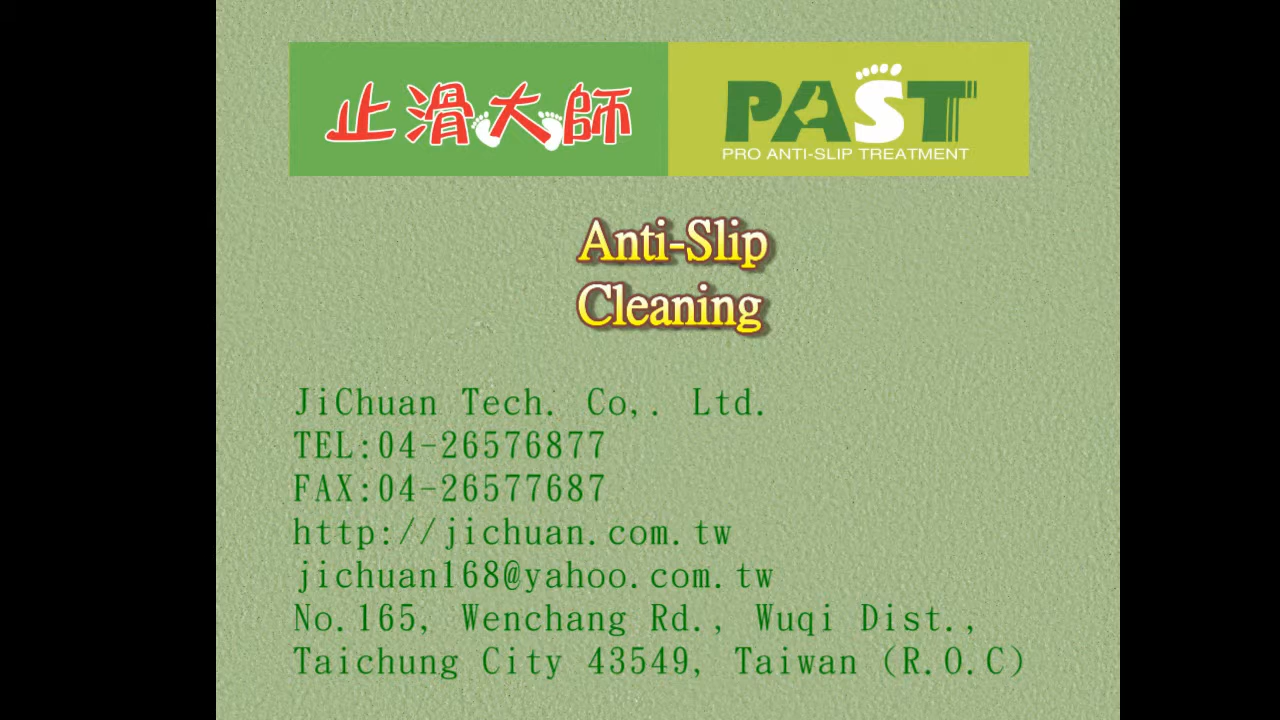 止滑大師
PAST
PRO ANTI-SLIP TREATMENT
Anti-Slip
Cleaning
JiChuan Tech. Co,. Ltd.
TEL:04-26576877
FAX:04-26577687
http://jichuan.com.tw
jichuan168@yahoo.com.tw
No.165, Wenchang Rd., Wuqi Dist.,
Taichung City 43549, Taiwan (R.O.C)